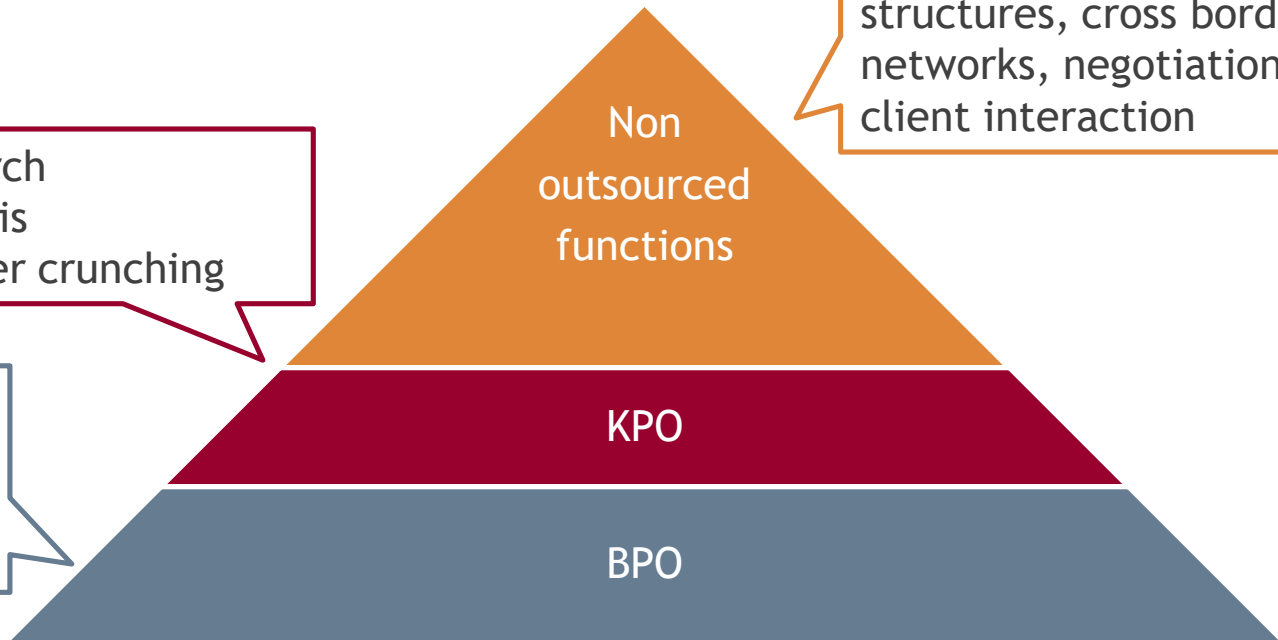 structures, cross bord
networks, negotiation
client interaction
Non
outsourced
functions
rch
is
er crunching
KPO
BPO